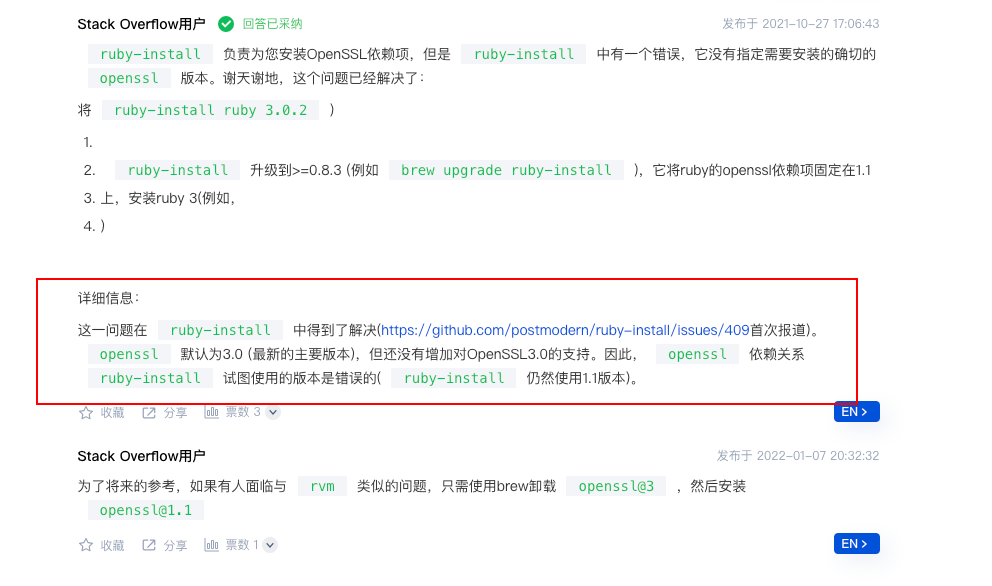 Stack Overflow用户 回答已采纳 发布于 2021-10-27 17:06:43
ruby-install 负责为您安装OpenSSL依赖项，但是 ruby-install 中有一个错误，它没有指定需要安装的确切的
openssl 版本。谢天谢地，这个问题已经解决了：
将 ruby-install ruby 3.0.2 ）
1.
2. ruby-install 升级到>=0.8.3 (例如 brew upgrade ruby-install )，它将ruby的openssl依赖项固定在1.1
3. 上，安装ruby 3(例如，
4. )
详细信息：
这一问题在 ruby-install 中得到了解决(https://github.com/postmodern/ruby-install/issues/409首次报道)。
openssl 默认为3.0 (最新的主要版本)，但还没有增加对OpenSSL3.0的支持。因此， openssl 依赖关系
ruby-install 试图使用的版本是错误的( ruby-install 仍然使用1.1版本)。
收藏 分享 票数 3 EN >
Stack Overflow用户 发布于 2022-01-07 20:32:32
为了将来的参考，如果有人面临与 rvm 类似的问题，只需使用brew卸载 openssl@3 ，然后安装
openssl@1.1
收藏 分享 票数 1 EN >